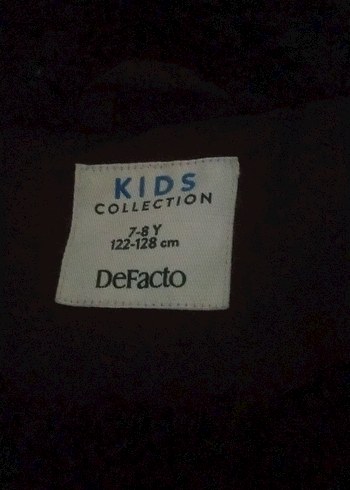 KIDS
COLLECTION
7-8 Y
122-128 cm
DeFacto